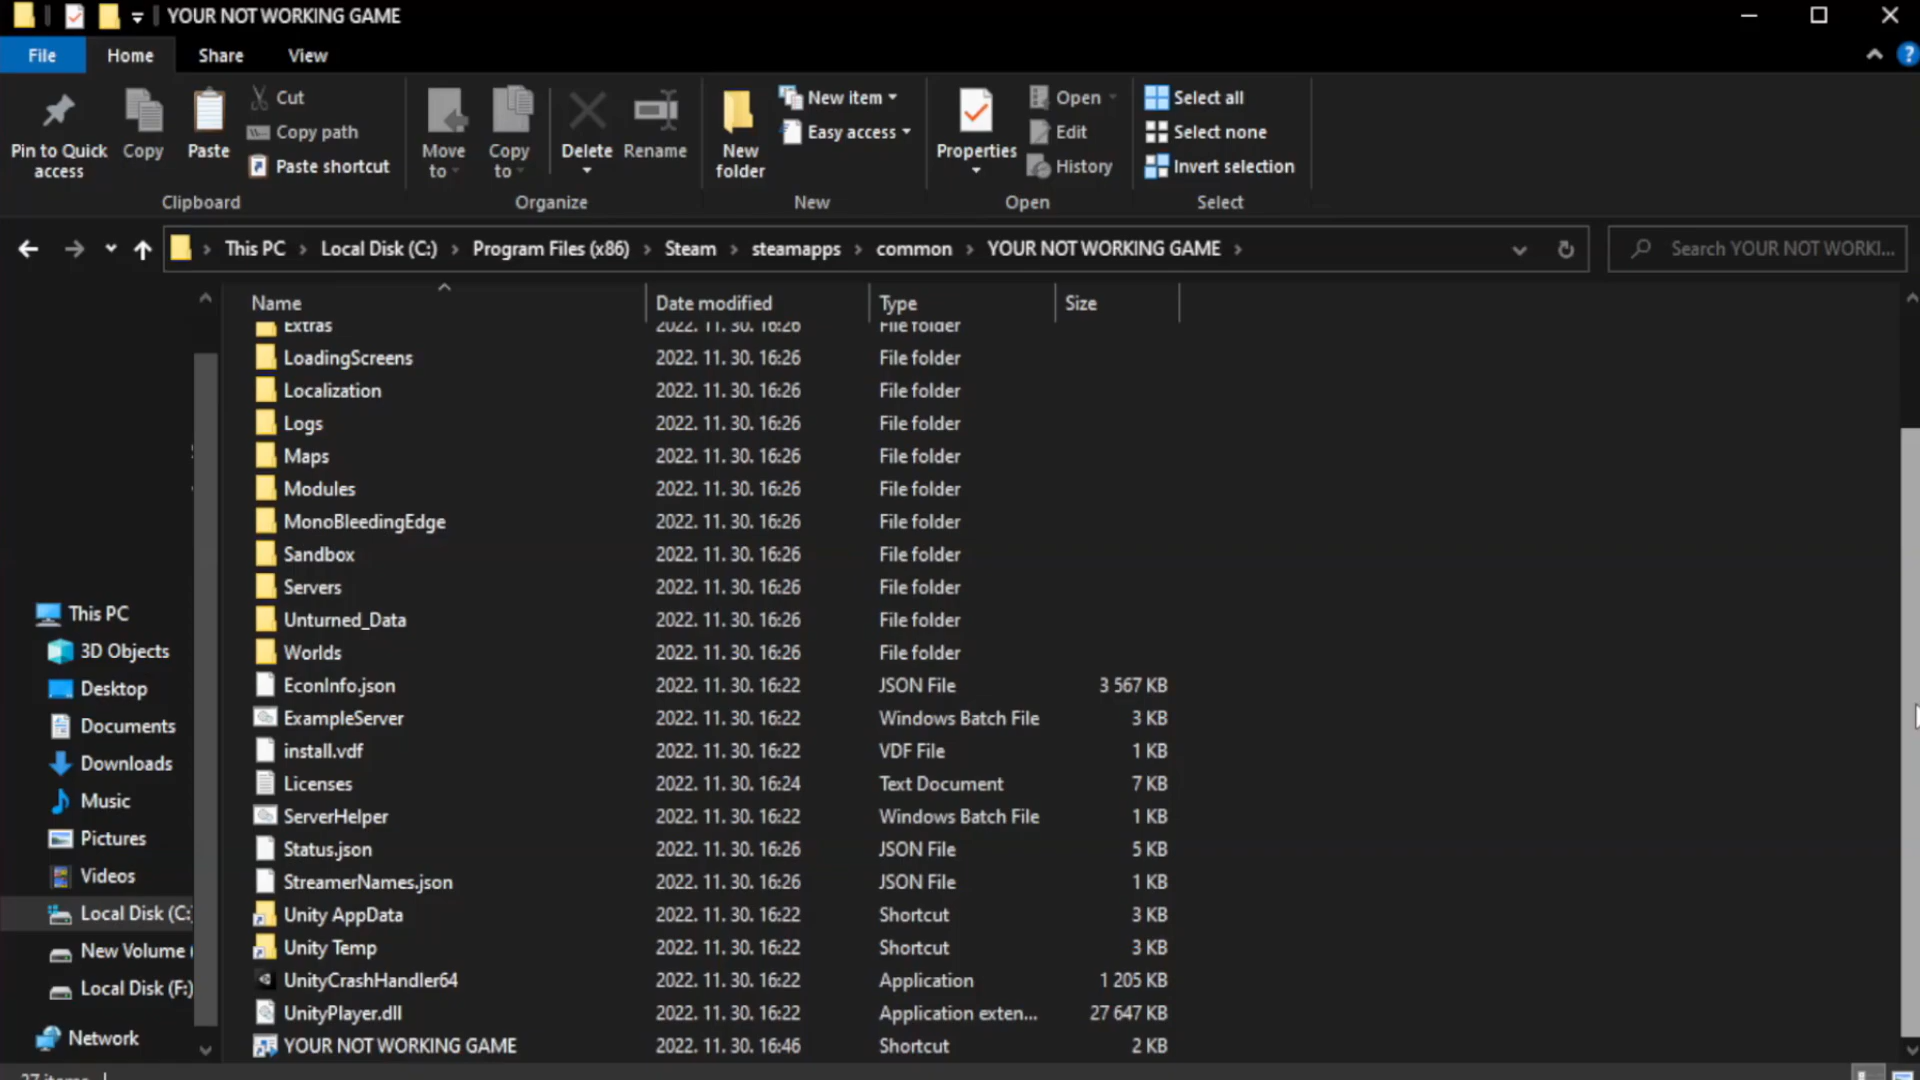 YOUR NOT WORKING GAME
File Home Share View
Pin to Quick access
Copy
Paste
Cut
Copy path
Paste shortcut
Clipboard
Move to
Copy to
Delete
Rename
Organize
New folder
New item
Easy access
New
Properties
Open
Edit
History
Open
Select all
Select none
Invert selection
Select
This PC Local Disk (C:) Program Files (x86) Steam steamapps common YOUR NOT WORKING GAME
Search YOUR NOT WORKI...
Name Date modified Type Size
Extras 2022. 11. 30. 16:26 File folder
LoadingScreens 2022. 11. 30. 16:26 File folder
Localization 2022. 11. 30. 16:26 File folder
Logs 2022. 11. 30. 16:26 File folder
Maps 2022. 11. 30. 16:26 File folder
Modules 2022. 11. 30. 16:26 File folder
MonoBleedingEdge 2022. 11. 30. 16:26 File folder
Sandbox 2022. 11. 30. 16:26 File folder
Servers 2022. 11. 30. 16:26 File folder
Unturned_Data 2022. 11. 30. 16:26 File folder
Worlds 2022. 11. 30. 16:26 File folder
EconInfo.json 2022. 11. 30. 16:22 JSON File 3 567 KB
ExampleServer 2022. 11. 30. 16:22 Windows Batch File 3 KB
install.vdf 2022. 11. 30. 16:22 VDF File 1 KB
Licenses 2022. 11. 30. 16:24 Text Document 7 KB
ServerHelper 2022. 11. 30. 16:22 Windows Batch File 1 KB
Status.json 2022. 11. 30. 16:26 JSON File 5 KB
StreamerNames.json 2022. 11. 30. 16:26 JSON File 1 KB
Unity AppData 2022. 11. 30. 16:22 Shortcut 3 KB
Unity Temp 2022. 11. 30. 16:22 Shortcut 3 KB
UnityCrashHandler64 2022. 11. 30. 16:22 Application 1 205 KB
UnityPlayer.dll 2022. 11. 30. 16:22 Application exten... 27 647 KB
YOUR NOT WORKING GAME 2022. 11. 30. 16:46 Shortcut 2 KB
This PC
3D Objects
Desktop
Documents
Downloads
Music
Pictures
Videos
Local Disk (C:)
New Volume (
Local Disk (F:)
Network
27 items